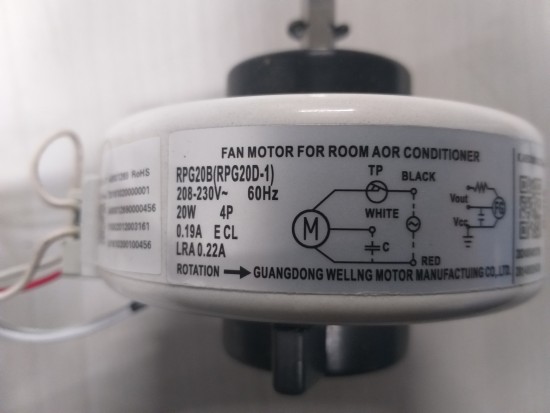 FAN MOTOR FOR ROOM AOR CONDITIONER
RPG20B(RPG20D-1)
208-230V~ 60Hz
20W 4P
0.19A E CL
LRA 0.22A
ROTATION
GUANGDONG WELLNG MOTOR MANUFACTUING CO., LTD.
TP
BLACK
WHITE
M
C
RED
Vout
Vcc
RoHS